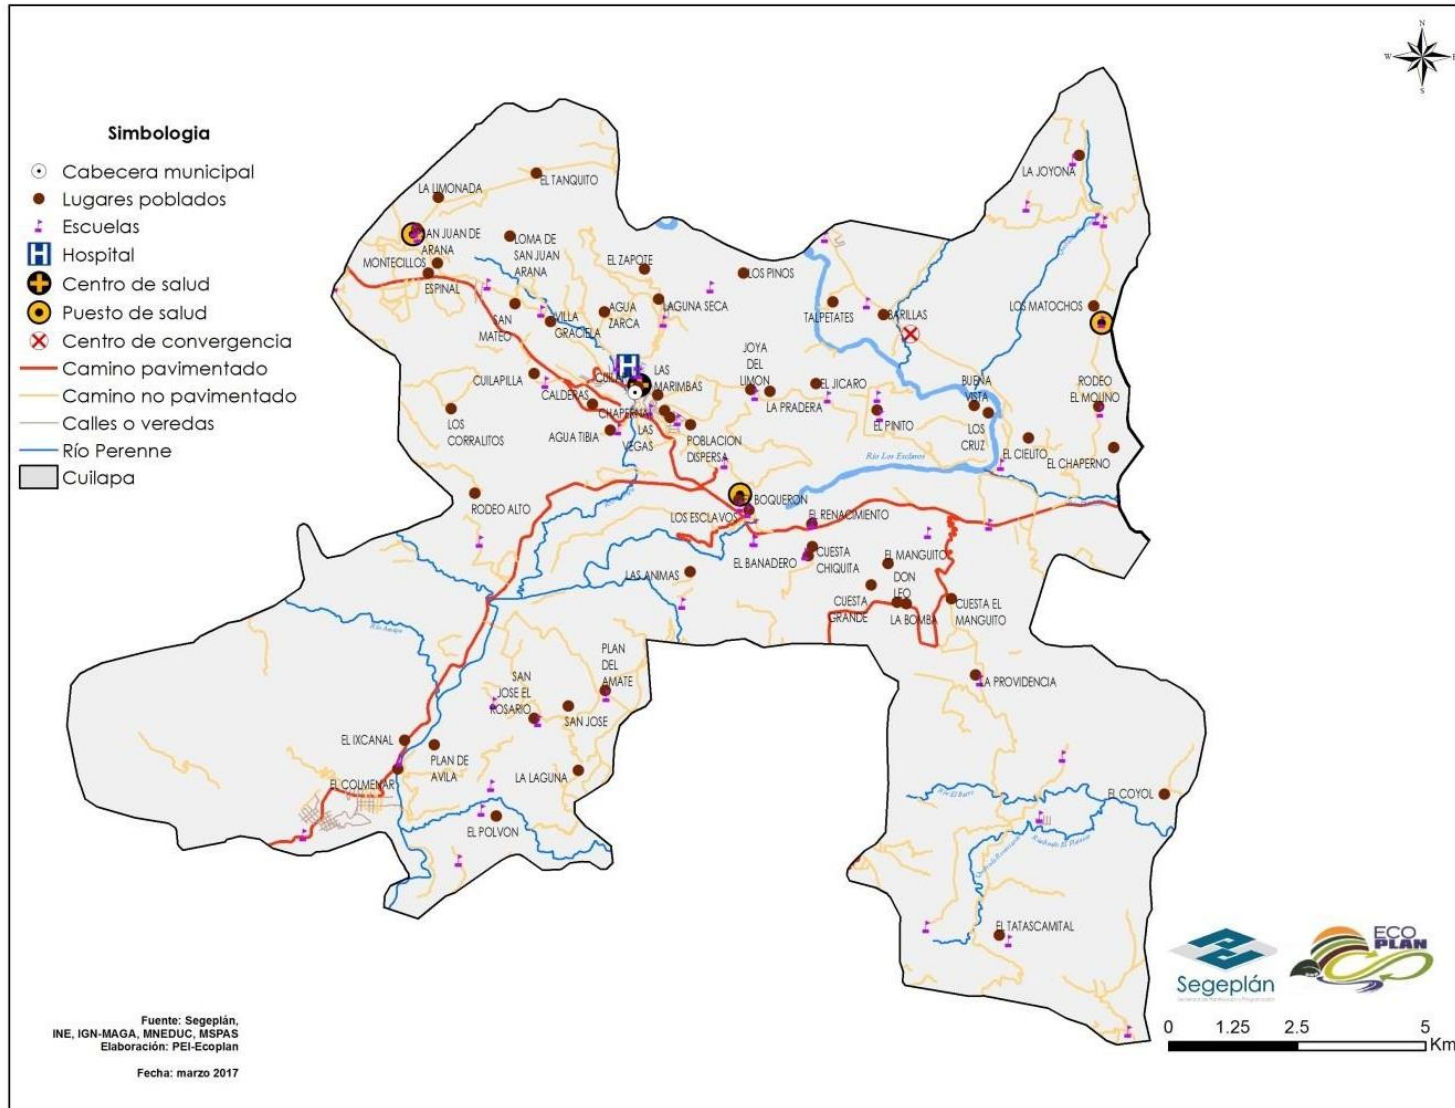 N
W
S
Simbologia
Cabecera municipal
Lugares poblados
Escuelas
Hospital
Centro de salud
Puesto de salud
Centro de convergencia
Camino pavimentado
Camino no pavimentado
Calles o veredas
Río Perenne
Cuilapa
LA JOYONA
EL TANQUITO
LA LIMONADA
AN JUAN DE
ARANA
LOMA DE
SAN JUAN
ARANA
MONTECILLOS
ESPINAL
EL ZAPOTE
LOS PINOS
LAGUNA SECA
AGUA
ZARCA
VILLA
GRACIELA
SAN
MATEO
TALPETATES
BARILLAS
LOS MATOCHOS
H
CUILAPILLA
CALDERAS
LAS
MARIMBAS
JOYA
DEL
LIMON
LA PRADERA
EL JICARO
EL PINITO
BUENA
VISTA
LOS
CRUZ
RODEO
EL MOLINO
LOS
CORRALITOS
AGUA TIBIA
LAS
VEGAS
POBLACION
DISPERSA
Río Los Esclavos
EL CIELITO
EL CHAPERNO
RODEO ALTO
EL BOQUERON
LOS ESCLAVOS
EL RENACIMIENTO
EL BANADERO
CUESTA
CHIQUITA
EL MANGUITO
DON
LEO
LAS ANIMAS
CUESTA
GRANDE
LA BOMBA
CUESTA EL
MANGUITO
PLAN
DEL
AMATE
SAN
JOSE EL
ROSARIO
SAN JOSE
LA PROVIDENCIA
EL IXCANAL
PLAN DE
AVILA
LA LAGUNA
EL COLMENAR
EL POLVON
EL COYOL
EL TATASCAMITAL
Segeplán
ECO
PLAN
0 1.25 2.5 5
Km
Fuente: Segeplán,
INE, IGN-MAGA, MNEDUC, MSPAS
Elaboración: PEI-Ecoplan
Fecha: marzo 2017